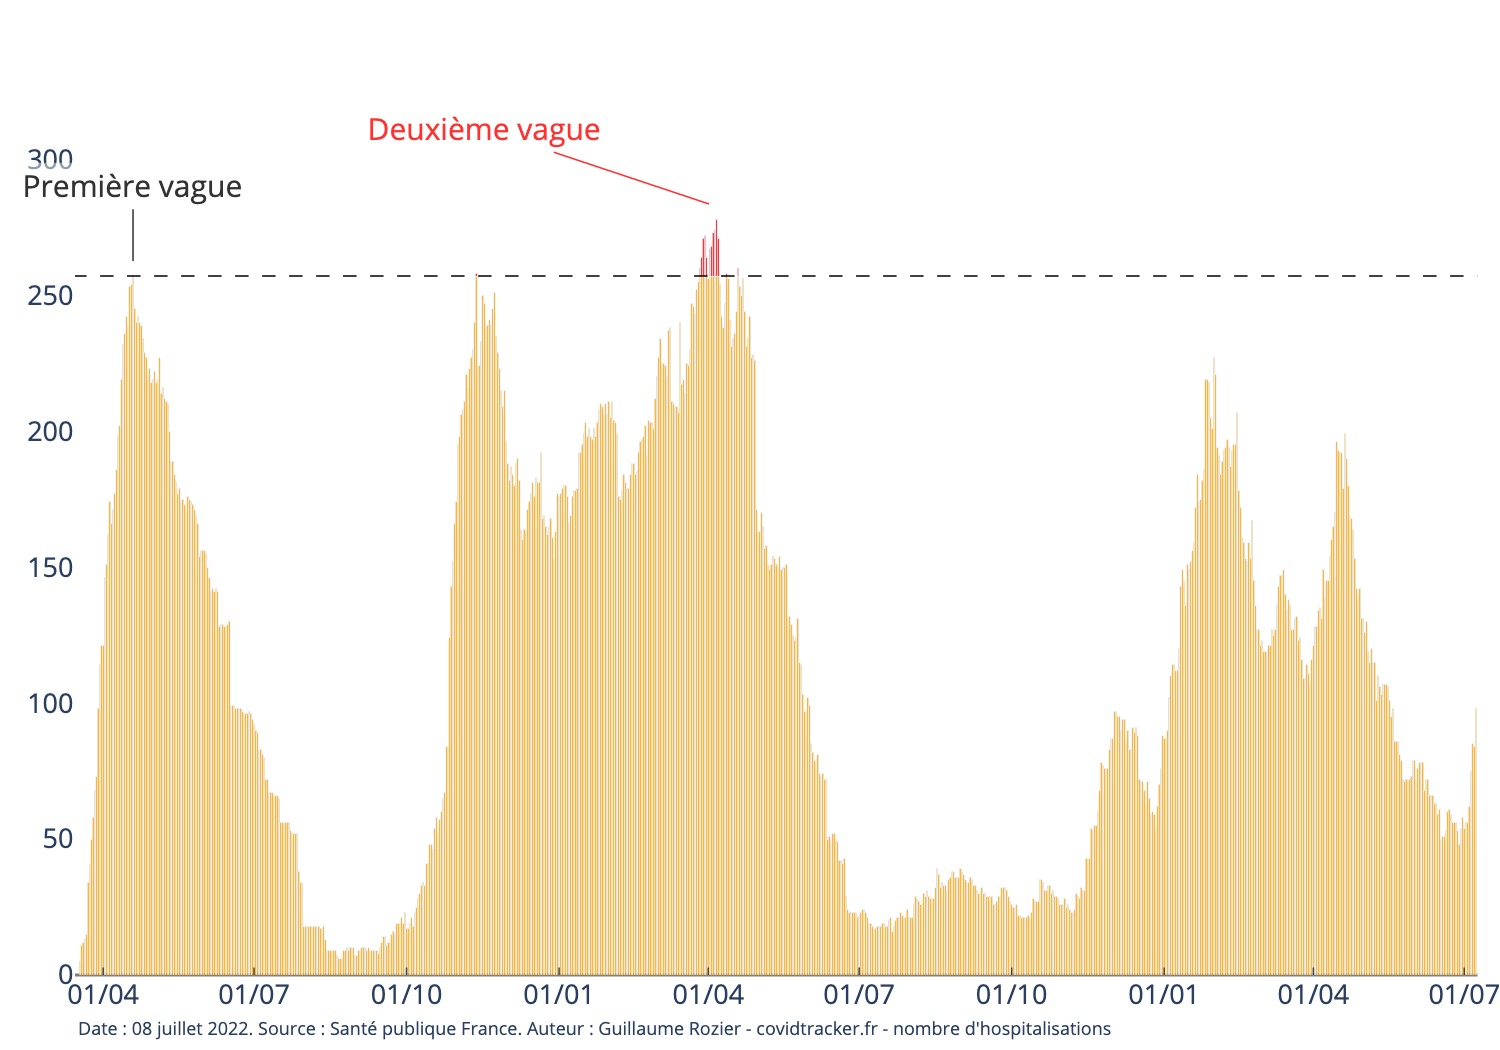 Deuxième vague
300
Première vague
250
200
150
100
50
0
01/04 01/07 01/10 01/01 01/04 01/07 01/10 01/01 01/04 01/07
Date : 08 juillet 2022. Source : Santé publique France. Auteur : Guillaume Rozier - covidtracker.fr - nombre d'hospitalisations